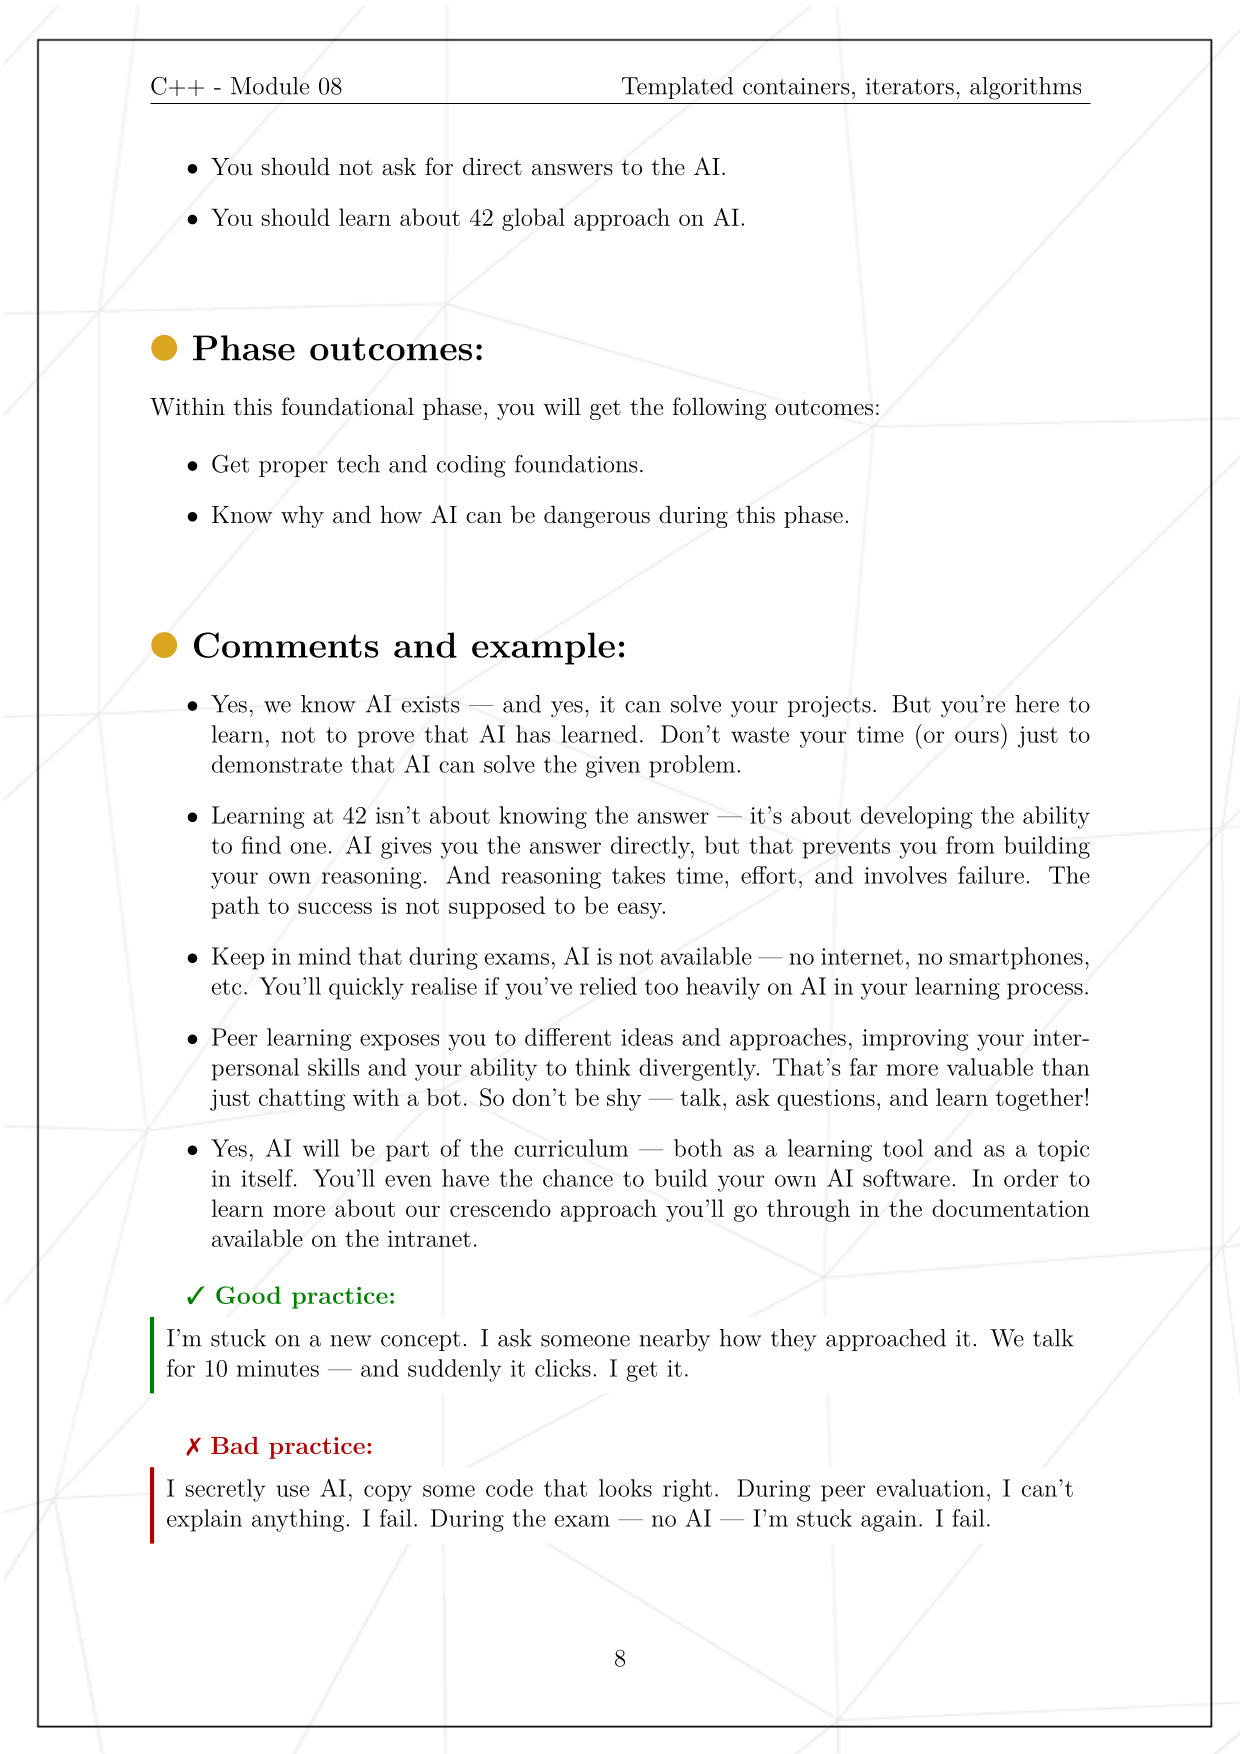 C++ - Module 08 Templated containers, iterators, algorithms
• You should not ask for direct answers to the AI.
• You should learn about 42 global approach on AI.
Phase outcomes:
Within this foundational phase, you will get the following outcomes:
• Get proper tech and coding foundations.
• Know why and how AI can be dangerous during this phase.
Comments and example:
• Yes, we know AI exists — and yes, it can solve your projects. But you're here to
learn, not to prove that AI has learned. Don't waste your time (or ours) just to
demonstrate that AI can solve the given problem.
• Learning at 42 isn't about knowing the answer — it's about developing the ability
to find one. AI gives you the answer directly, but that prevents you from building
your own reasoning. And reasoning takes time, effort, and involves failure. The
path to success is not supposed to be easy.
• Keep in mind that during exams, AI is not available — no internet, no smartphones,
etc. You'll quickly realise if you've relied too heavily on AI in your learning process.
• Peer learning exposes you to different ideas and approaches, improving your inter-
personal skills and your ability to think divergently. That's far more valuable than
just chatting with a bot. So don't be shy — talk, ask questions, and learn together!
• Yes, AI will be part of the curriculum — both as a learning tool and as a topic
in itself. You'll even have the chance to build your own AI software. In order to
learn more about our crescendo approach you'll go through in the documentation
available on the intranet.
✓ Good practice:
I'm stuck on a new concept. I ask someone nearby how they approached it. We talk
for 10 minutes — and suddenly it clicks. I get it.
✗ Bad practice:
I secretly use AI, copy some code that looks right. During peer evaluation, I can't
explain anything. I fail. During the exam — no AI — I'm stuck again. I fail.
8